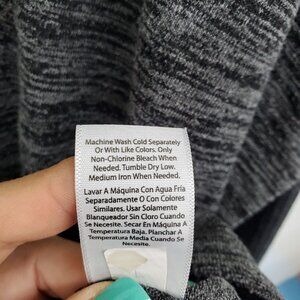 Machine Wash Cold Separately
Or With Like Colors. Only
Non-Chlorine Bleach When
Needed. Tumble Dry Low.
Medium Iron When Needed.
Lavar A Máquina Con Agua Fría
Separadamente O Con Colores
Similares. Usar Solamente
Blanqueador Sin Cloro Cuando
Se Necesite. Secar En Máquina A
Temperatura Baja. Planchar A
Temperatura Media Cuando Se
Necesite.